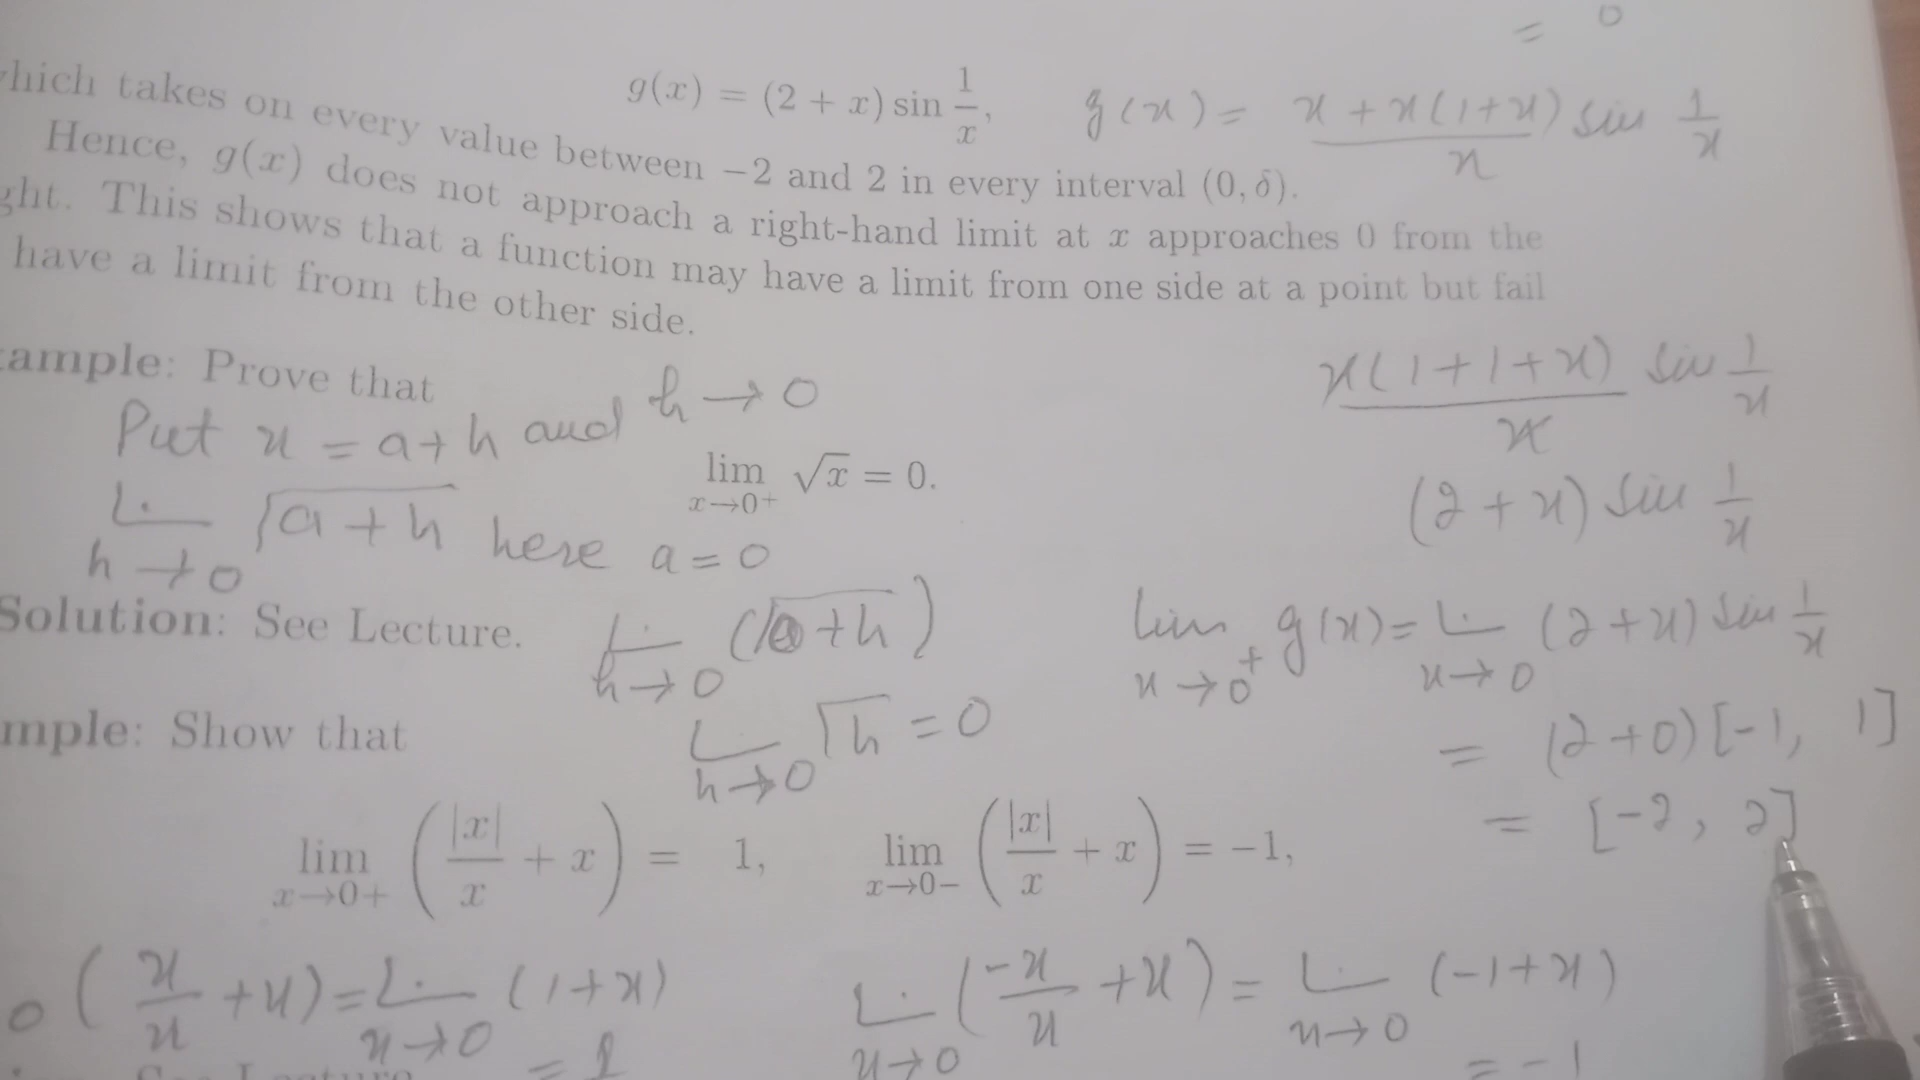 = 0
g(x) = (2 + x) sin 1/x,
g(x) = x + x(1+x)/x sin 1/x
which takes on every value between −2 and 2 in every interval (0, δ).
Hence, g(x) does not approach a right-hand limit at x approaches 0 from the
ght. This shows that a function may have a limit from one side at a point but fail
have a limit from the other side.
x(1+1+x)/x sin 1/x
ample: Prove that
Put x = a+h and h → 0
lim x→0+ √x = 0.
(2+x) sin 1/x
L. h→0 √a+h here a = 0
Solution: See Lecture.
L. h→0 (√0+h)
lim x→0+ g(x) = L. x→0 (2+x) sin 1/x
L. h→0 √h = 0
= (2+0)[-1, 1]
mple: Show that
= [-2, 2]
lim x→0+ (|x|/x + x) = 1, lim x→0− (|x|/x + x) = −1,
0 (x/x + x) = L. x→0 (1+x)
= 1
L. x→0 (-x/x + x) = L. x→0 (-1+x)
= -1
See Lecture